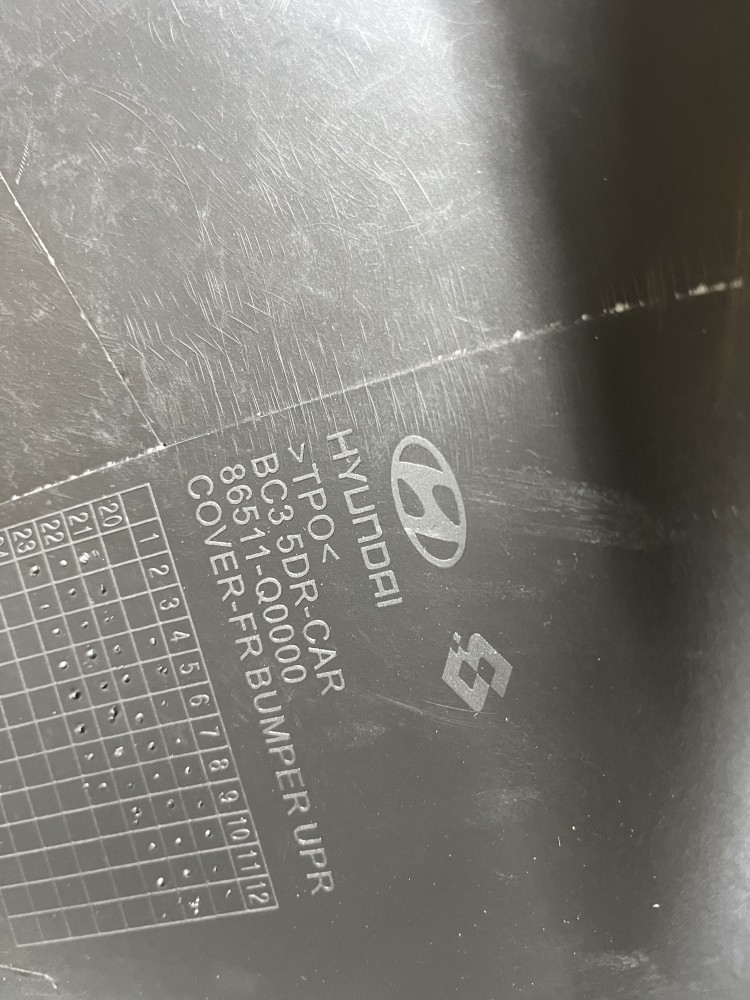 HYUNDAI
>TPO<
BC3 5DR-CAR
86511-Q0000
COVER-FR BUMPER UPR
1 2 3 4 5 6 7 8 9 10 11 12
20
21
22
23